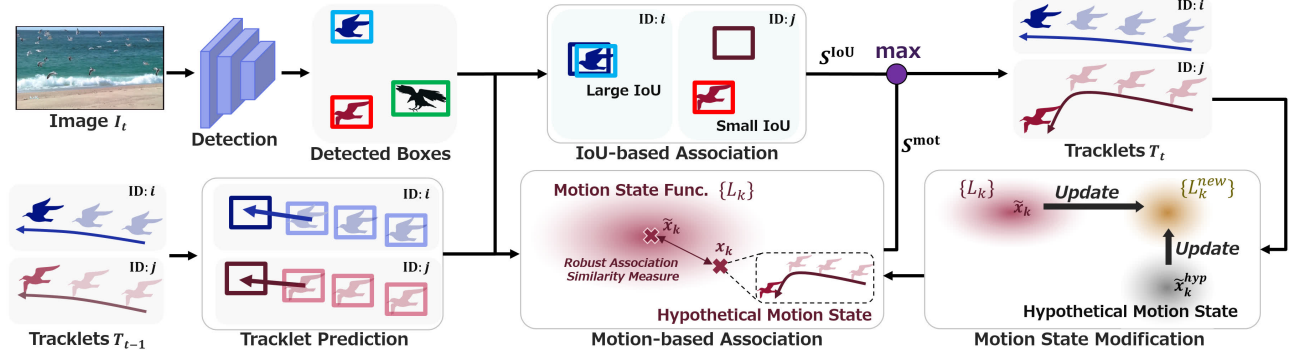 Image I_t
Detection
Detected Boxes
ID: i
Large IoU
ID: j
Small IoU
IoU-based Association
S^IoU
max
S^mot
ID: i
ID: j
Tracklets T_t
ID: i
ID: j
Tracklets T_{t-1}
ID: i
ID: j
Tracklet Prediction
Motion State Func. {L_k}
x̃_k
x_k
Robust Association
Similarity Measure
Hypothetical Motion State
Motion-based Association
{L_k}
x̃_k
Update
{L_k^new}
Update
x̃_k^hyp
Hypothetical Motion State
Motion State Modification